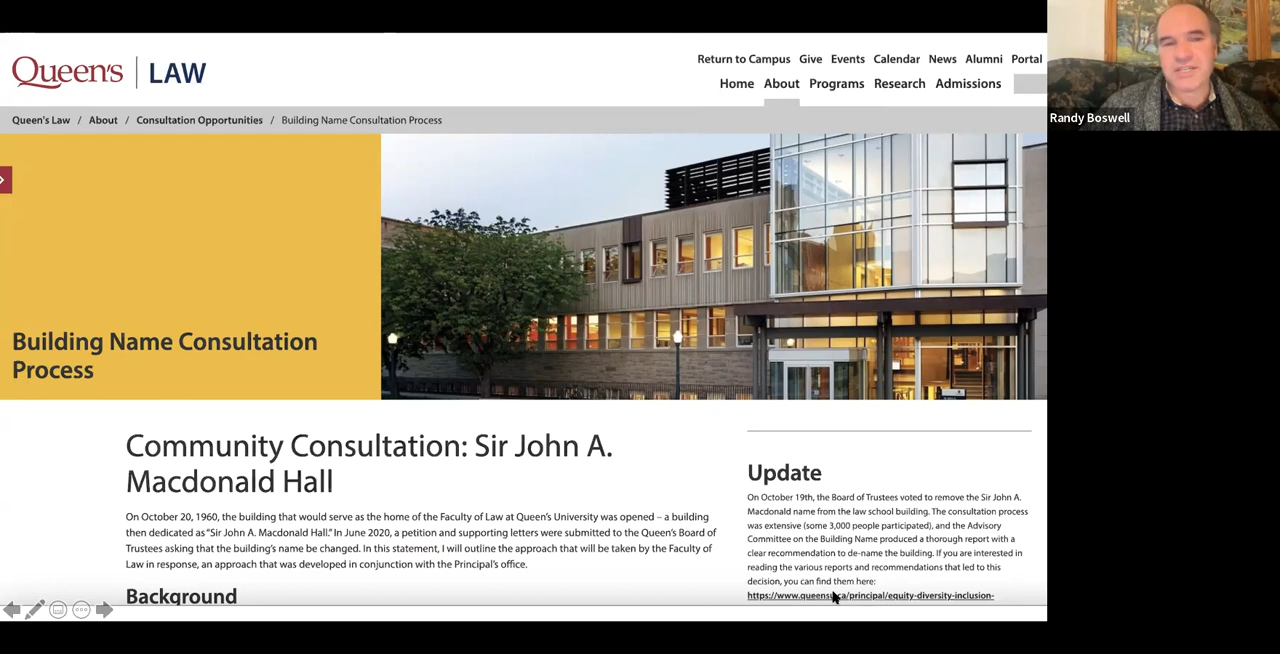 Queen's LAW
Return to Campus Give Events Calendar News Alumni Portal
Home About Programs Research Admissions
Queen's Law / About / Consultation Opportunities / Building Name Consultation Process
Building Name Consultation
Process
Community Consultation: Sir John A.
Macdonald Hall
On October 20, 1960, the building that would serve as the home of the Faculty of Law at Queen's University was opened – a building
then dedicated as "Sir John A. Macdonald Hall." In June 2020, a petition and supporting letters were submitted to the Queen's Board of
Trustees asking that the building's name be changed. In this statement, I will outline the approach that will be taken by the Faculty of
Law in response, an approach that was developed in conjunction with the Principal's office.
Background
Update
On October 19th, the Board of Trustees voted to remove the Sir John A.
Macdonald name from the law school building. The consultation
process was extensive (some 3,000 people participated), and the Advisory
Committee on the Building Name produced a thorough report with a
clear recommendation to de-name the building. If you are interested in
reading the various reports and recommendations that led to this
decision, you can find them here:
https://www.queensu.ca/principal/equity-diversity-inclusion-
Randy Boswell